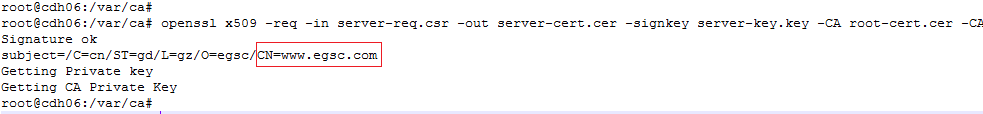 root@cdh06:/var/ca#
root@cdh06:/var/ca# openssl x509 -req -in server-req.csr -out server-cert.cer -signkey server-key.key -CA root-cert.cer -CA
Signature ok
subject=/C=cn/ST=gd/L=gz/O=egsc/CN=www.egsc.com
Getting Private key
Getting CA Private Key
root@cdh06:/var/ca#